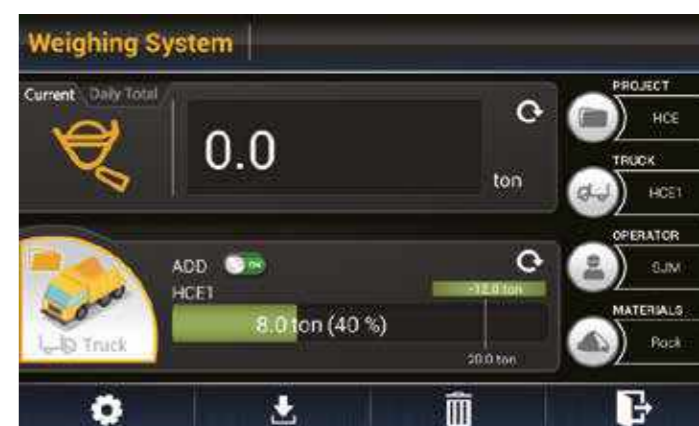 Weighing System
Current Daily Total
0.0
ton
ADD ON
HCE1
-12.0 ton
8.0 ton (40 %)
20.0 ton
Truck
PROJECT
HCE
TRUCK
HCE1
OPERATOR
SJM
MATERIALS
Rock